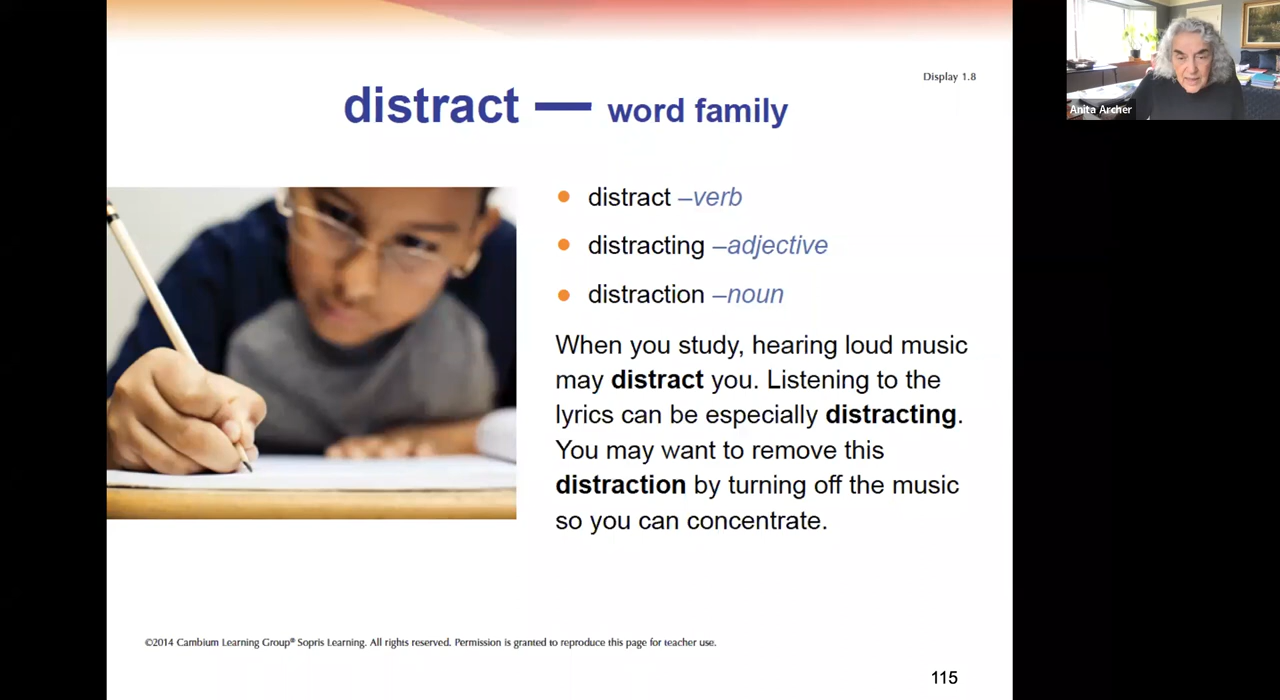 Display 1.8
distract — word family
Anita Archer
• distract –verb
• distracting –adjective
• distraction –noun
When you study, hearing loud music
may distract you. Listening to the
lyrics can be especially distracting.
You may want to remove this
distraction by turning off the music
so you can concentrate.
©2014 Cambium Learning Group® Sopris Learning. All rights reserved. Permission is granted to reproduce this page for teacher use.
115